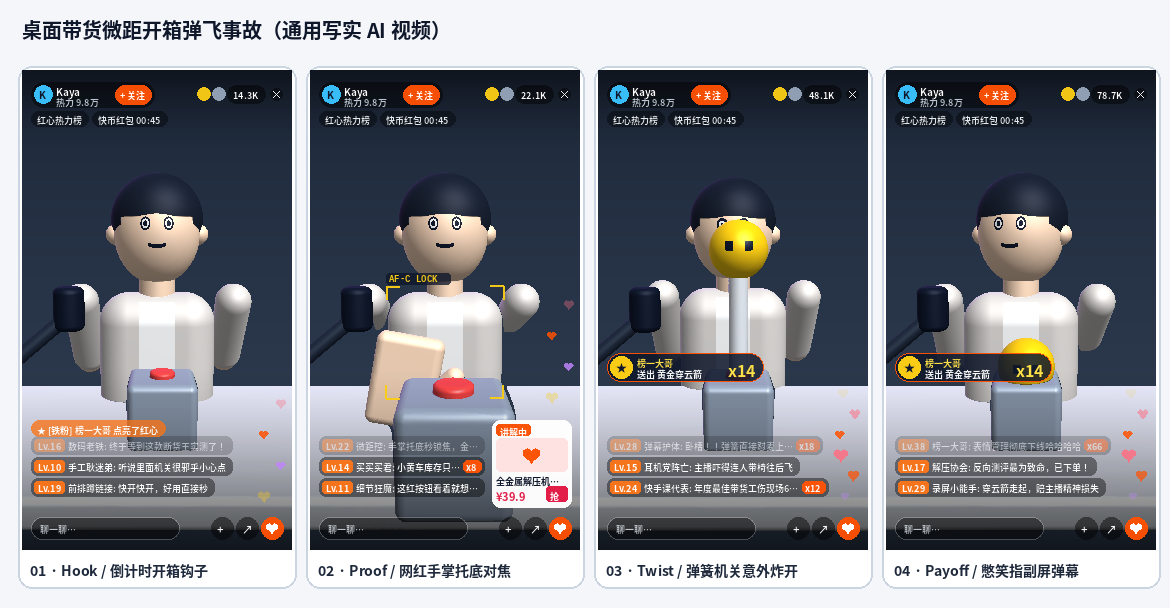 桌面带货微距开箱弹飞事故（通用写实 AI 视频）
K
Kaya
热力 9.8万
+ 关注
14.3K
×
红心热力榜
快币红包 00:45
★ [铁粉] 榜一大哥 点亮了红心
Lv.16 数码老铁: 终于等到这款断货王实测了！
Lv.10 手工耿迷弟: 听说里面机关很邪乎小心点
Lv.19 前排蹲链接: 快开快开，好用直接秒
聊一聊…
+
↗
01 · Hook / 倒计时开箱钩子
K
Kaya
热力 9.8万
+ 关注
22.1K
×
红心热力榜
快币红包 00:45
AF-C LOCK
Lv.22 微距控: 手掌托底秒锁焦，金…
Lv.14 买买买君: 小黄车库存只… x8
Lv.11 细节狂魔: 这红按钮看着就想…
讲解中
全金属解压机…
¥39.9
抢
聊一聊…
+
↗
02 · Proof / 网红手掌托底对焦
K
Kaya
热力 9.8万
+ 关注
48.1K
×
红心热力榜
快币红包 00:45
★
榜一大哥
送出 黄金穿云箭
x14
Lv.28 弹幕护体: 卧槽！！弹簧直接怼表上… x18
Lv.15 耳机党阵亡: 主播吓得连人带椅往后飞
Lv.24 快手课代表: 年度最佳带货工伤现场6… x12
聊一聊…
+
↗
03 · Twist / 弹簧机关意外炸开
K
Kaya
热力 9.8万
+ 关注
78.7K
×
红心热力榜
快币红包 00:45
★
榜一大哥
送出 黄金穿云箭
x14
Lv.38 榜一大哥: 表情管理彻底下线哈哈哈哈 x66
Lv.17 解压协会: 反向测评最为致命，已下单！
Lv.29 录屏小能手: 穿云箭走起，赔主播精神损失
聊一聊…
+
↗
04 · Payoff / 憋笑指副屏弹幕